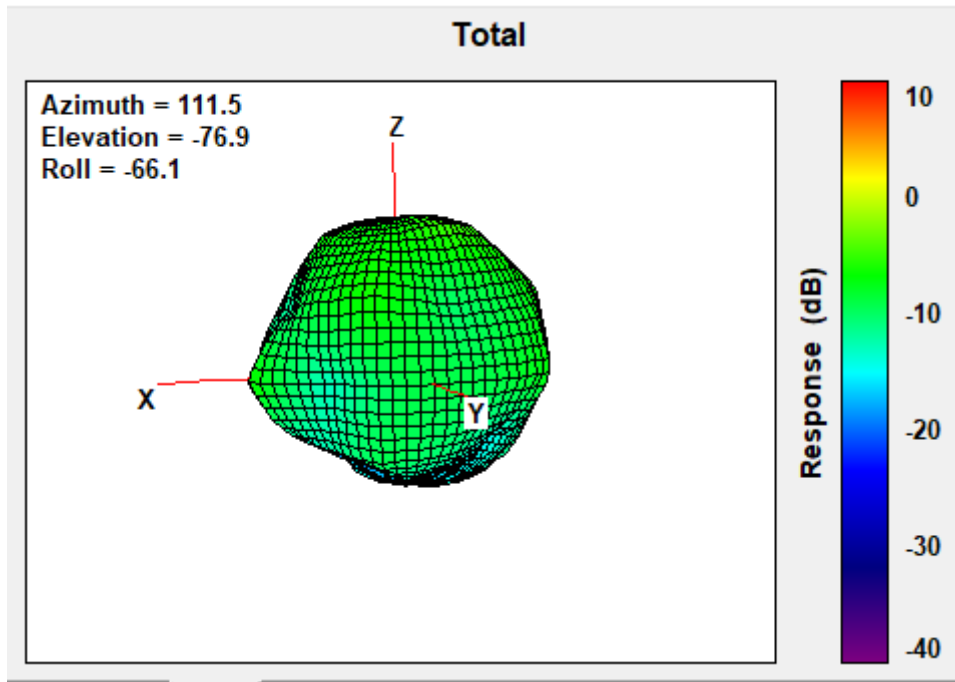 Total
Azimuth = 111.5
Elevation = -76.9
Roll = -66.1
Z
X
Y
Response (dB)
10
0
-10
-20
-30
-40